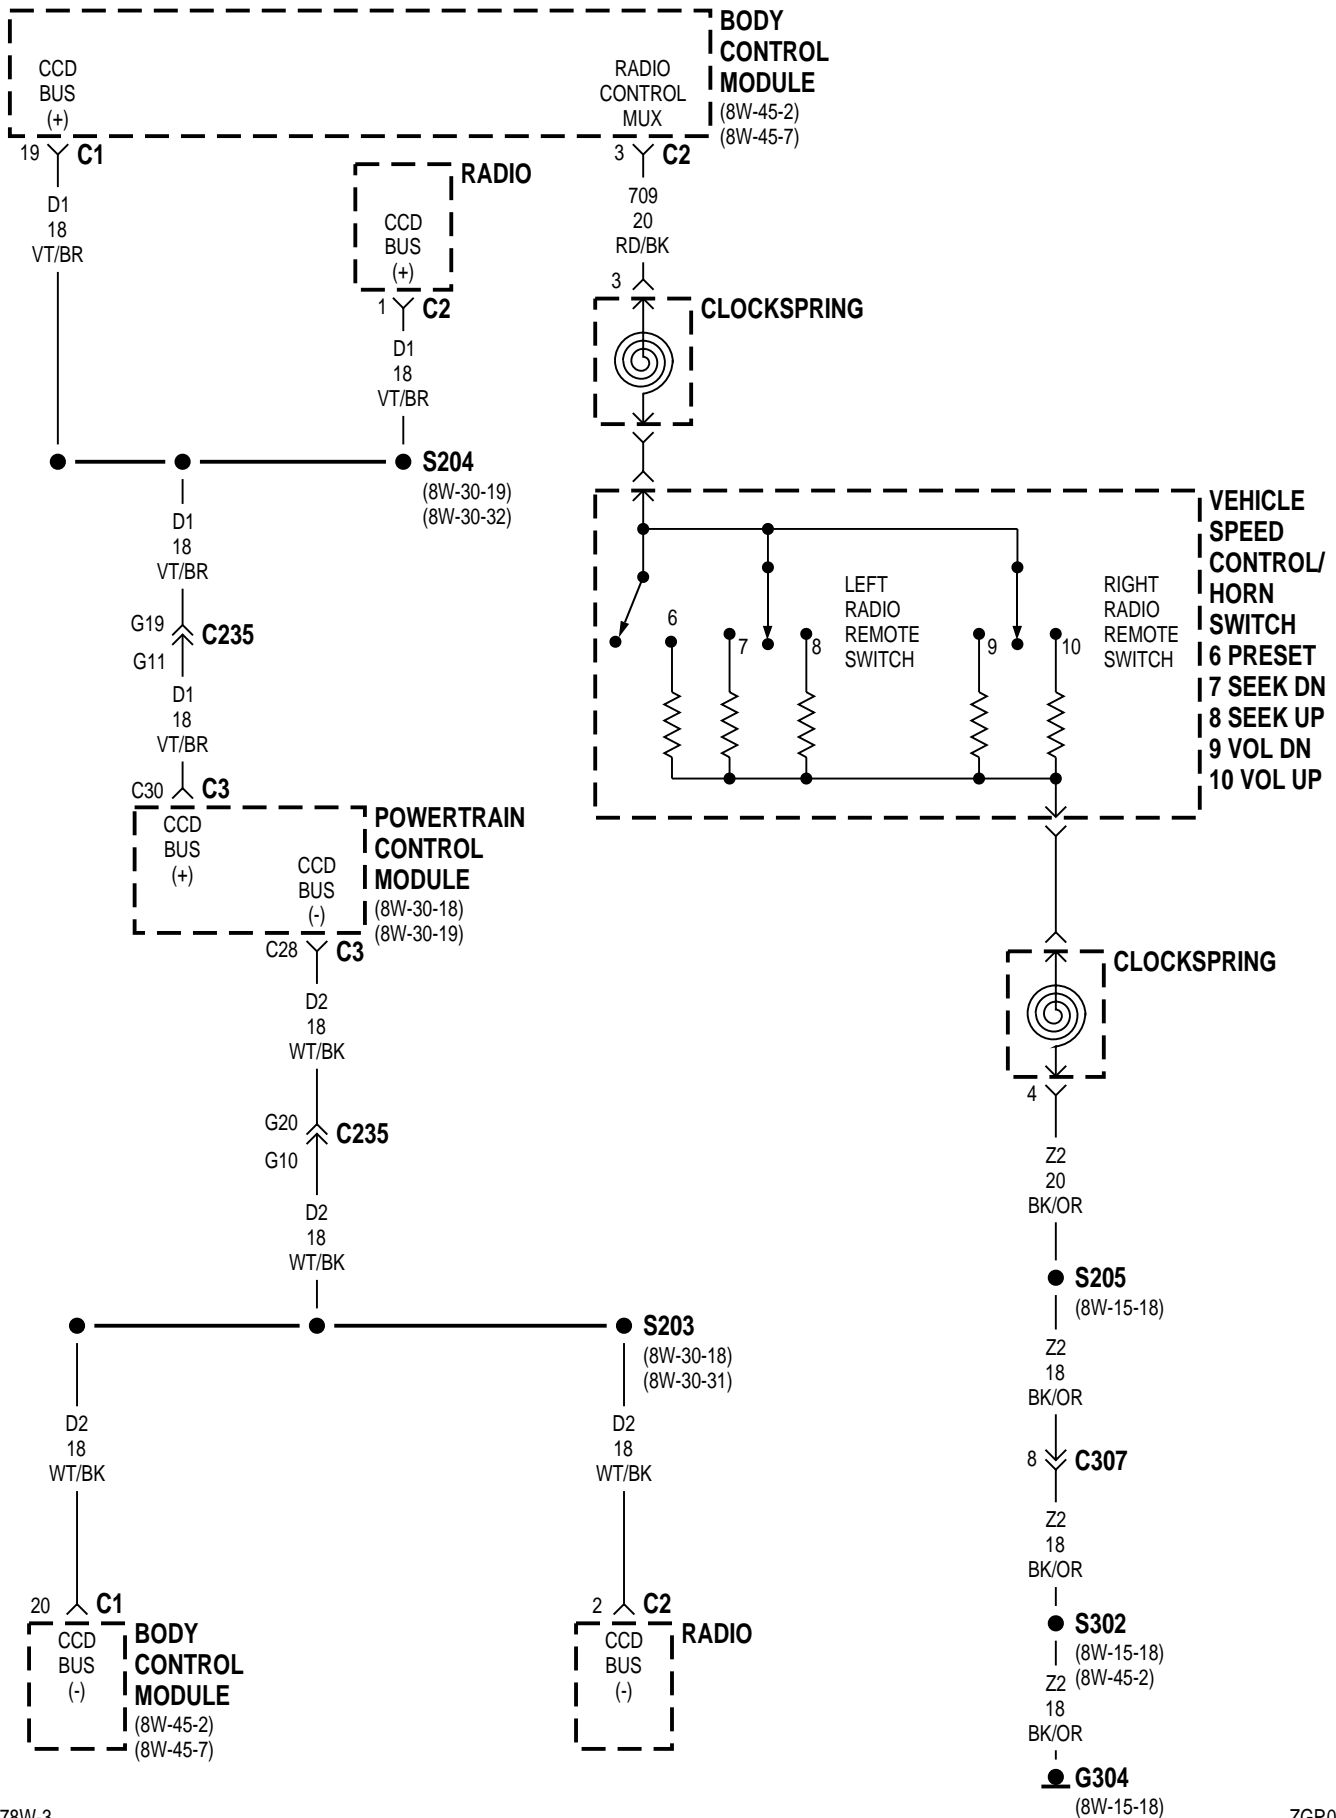 BODY
CONTROL
MODULE
(8W-45-2)
(8W-45-7)
CCD
BUS
(+)
RADIO
CONTROL
MUX
19 C1
3 C2
D1
18
VT/BR
RADIO
CCD
BUS
(+)
1 C2
D1
18
VT/BR
709
20
RD/BK
3
CLOCKSPRING
S204
(8W-30-19)
(8W-30-32)
D1
18
VT/BR
G19
C235
G11
D1
18
VT/BR
C30 C3
CCD
BUS
(+)
CCD
BUS
(-)
POWERTRAIN
CONTROL
MODULE
(8W-30-18)
(8W-30-19)
C28 C3
D2
18
WT/BK
G20
C235
G10
D2
18
WT/BK
S203
(8W-30-18)
(8W-30-31)
D2
18
WT/BK
D2
18
WT/BK
20 C1
CCD
BUS
(-)
BODY
CONTROL
MODULE
(8W-45-2)
(8W-45-7)
2 C2
CCD
BUS
(-)
RADIO
6
7
8
9
10
LEFT
RADIO
REMOTE
SWITCH
RIGHT
RADIO
REMOTE
SWITCH
VEHICLE
SPEED
CONTROL/
HORN
SWITCH
6 PRESET
7 SEEK DN
8 SEEK UP
9 VOL DN
10 VOL UP
CLOCKSPRING
4
Z2
20
BK/OR
S205
(8W-15-18)
Z2
18
BK/OR
8 C307
Z2
18
BK/OR
S302
(8W-15-18)
(8W-45-2)
Z2
18
BK/OR
G304
(8W-15-18)